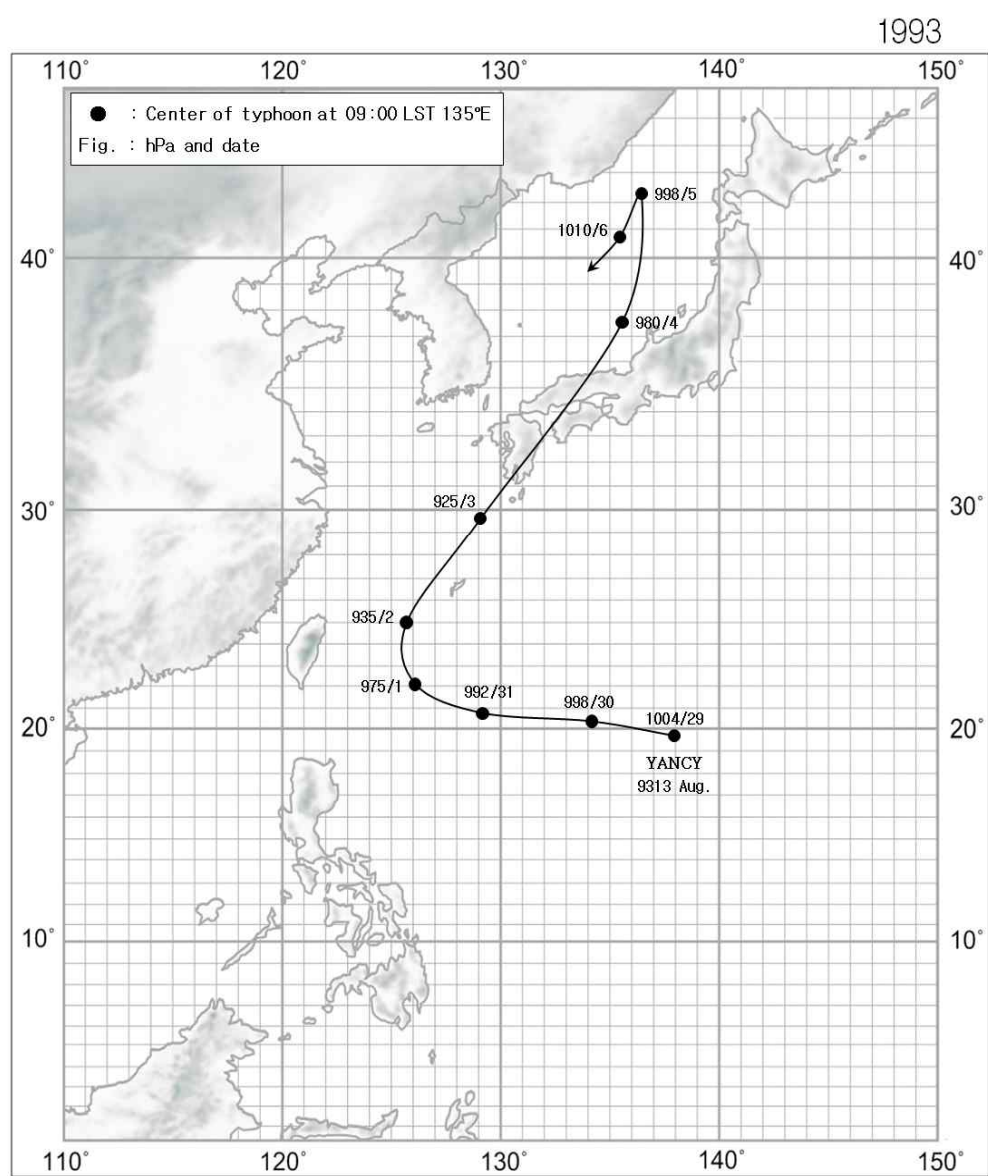 1993
110° 120° 130° 140° 150°
● : Center of typhoon at 09:00 LST 135°E
Fig. : hPa and date
998/5
1010/6
40° 40°
980/4
30° 30°
925/3
935/2
975/1
992/31
998/30
1004/29
20° 20°
YANCY
9313 Aug.
10° 10°
110° 120° 130° 140° 150°